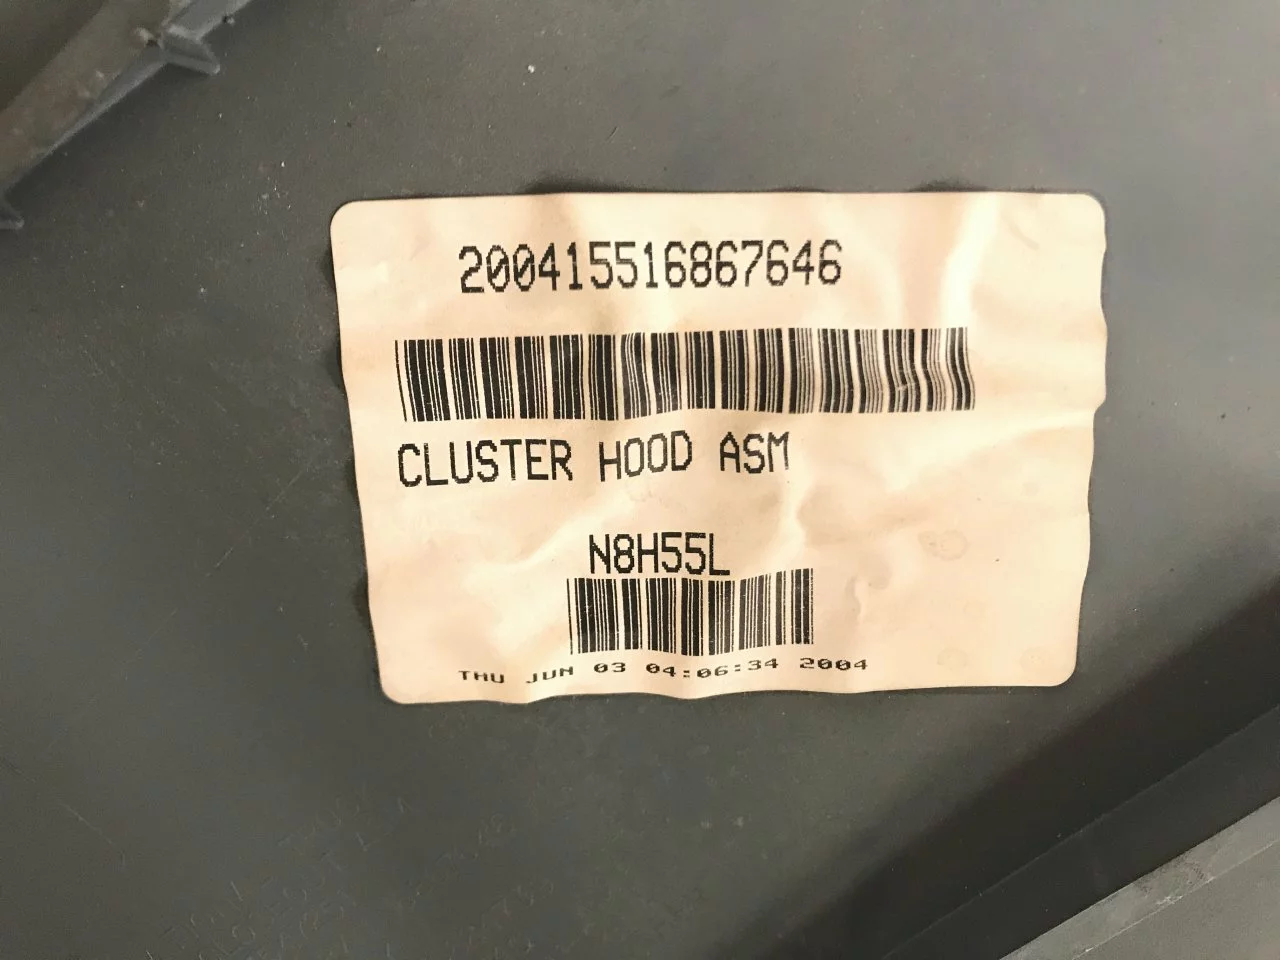 200415516867646
CLUSTER HOOD ASM
N8H55L
THU JUN 03 04:06:34 2004